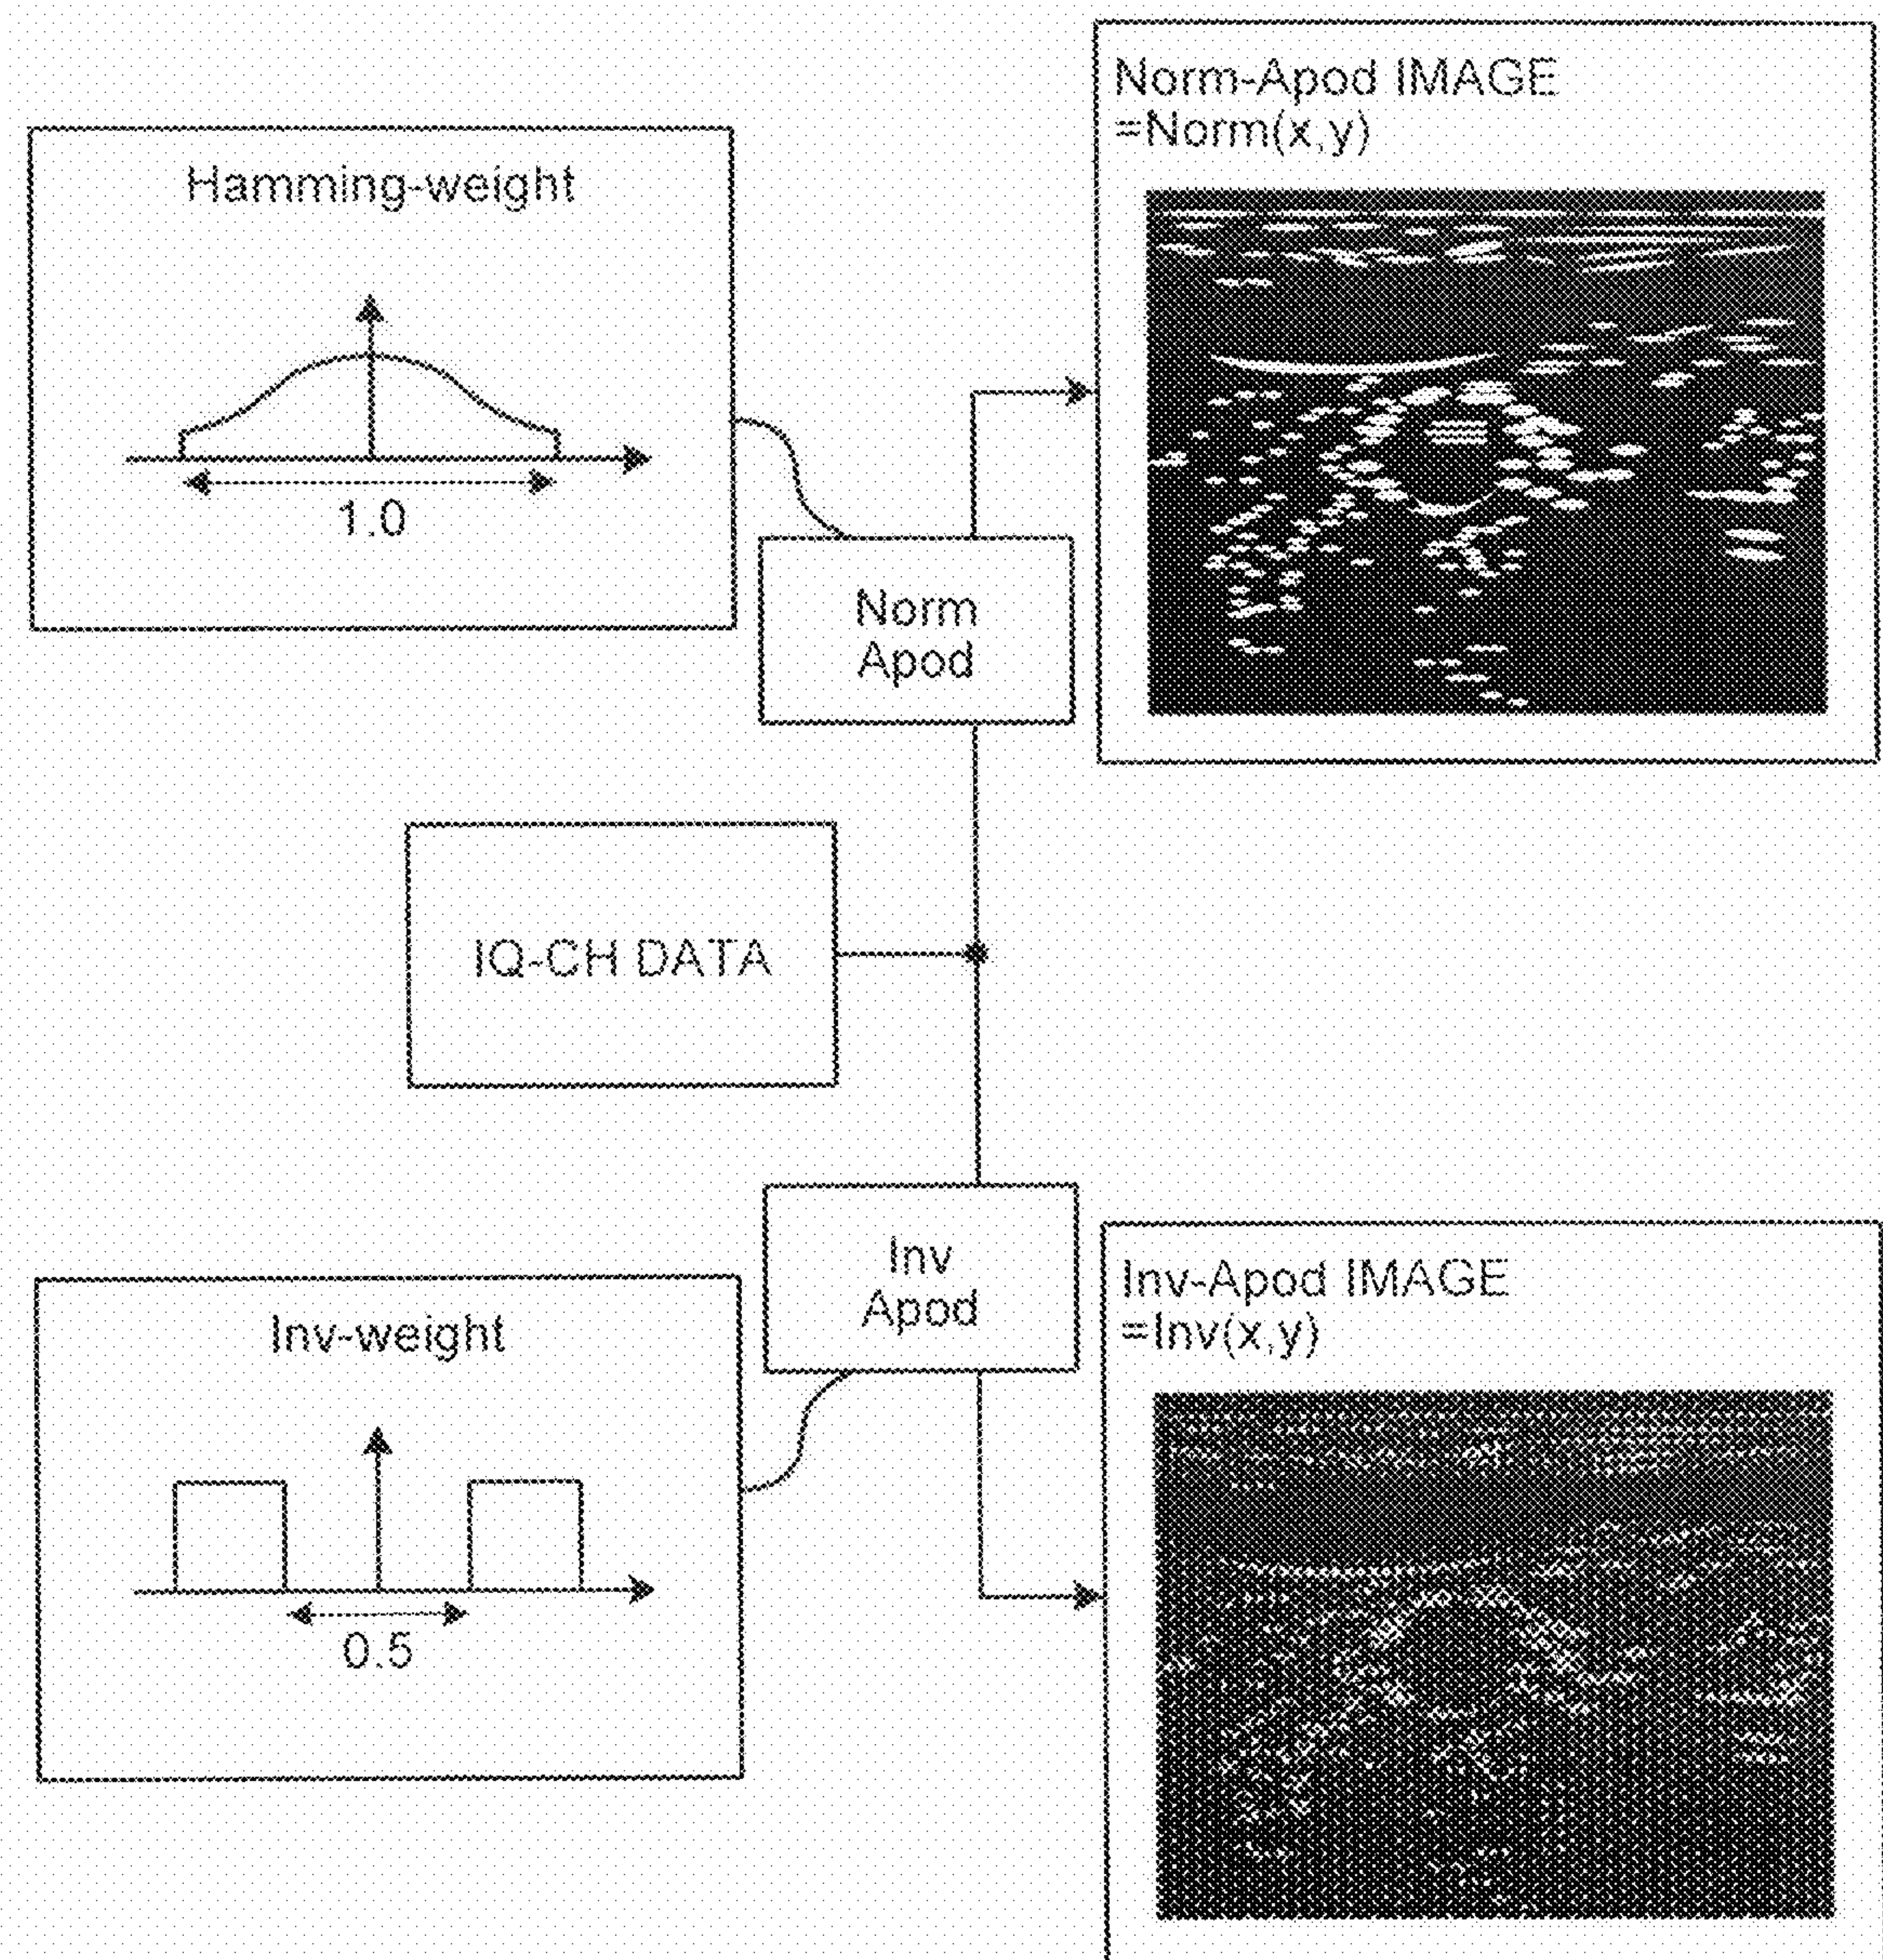 Norm-Apod IMAGE
=Norm(x,y)
Hamming-weight
1.0
Norm
Apod
IQ-CH DATA
Inv
Apod
Inv-Apod IMAGE
=Inv(x,y)
Inv-weight
0.5